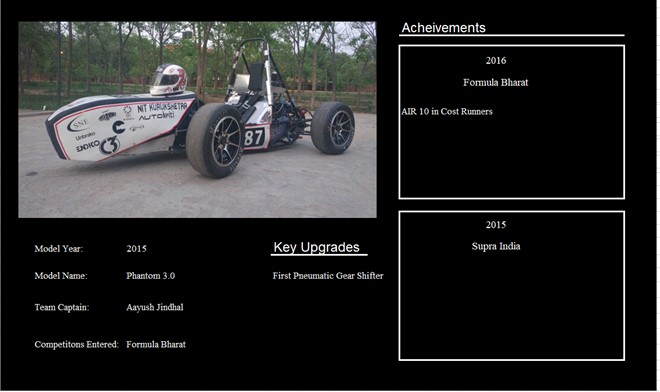 Acheivements
2016
Formula Bharat
AIR 10 in Cost Runners
2015
Supra India
NIT KURUKSHETRA
AUTOkriti
SNE
Unbrako
ENDKO
87
Model Year: 2015
Key Upgrades
Model Name: Phantom 3.0
First Pneumatic Gear Shifter
Team Captain: Aayush Jindhal
Competitons Entered: Formula Bharat